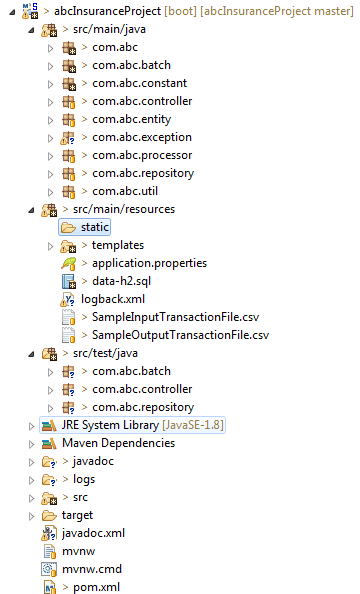 > abcInsuranceProject [boot] [abcInsuranceProject master]
> src/main/java
> com.abc
> com.abc.batch
> com.abc.constant
> com.abc.controller
> com.abc.entity
> com.abc.exception
> com.abc.processor
> com.abc.repository
> com.abc.util
> src/main/resources
static
> templates
> application.properties
> data-h2.sql
logback.xml
> SampleInputTransactionFile.csv
> SampleOutputTransactionFile.csv
> src/test/java
> com.abc.batch
> com.abc.controller
> com.abc.repository
JRE System Library [JavaSE-1.8]
Maven Dependencies
> javadoc
> logs
> src
target
javadoc.xml
mvnw
mvnw.cmd
> pom.xml